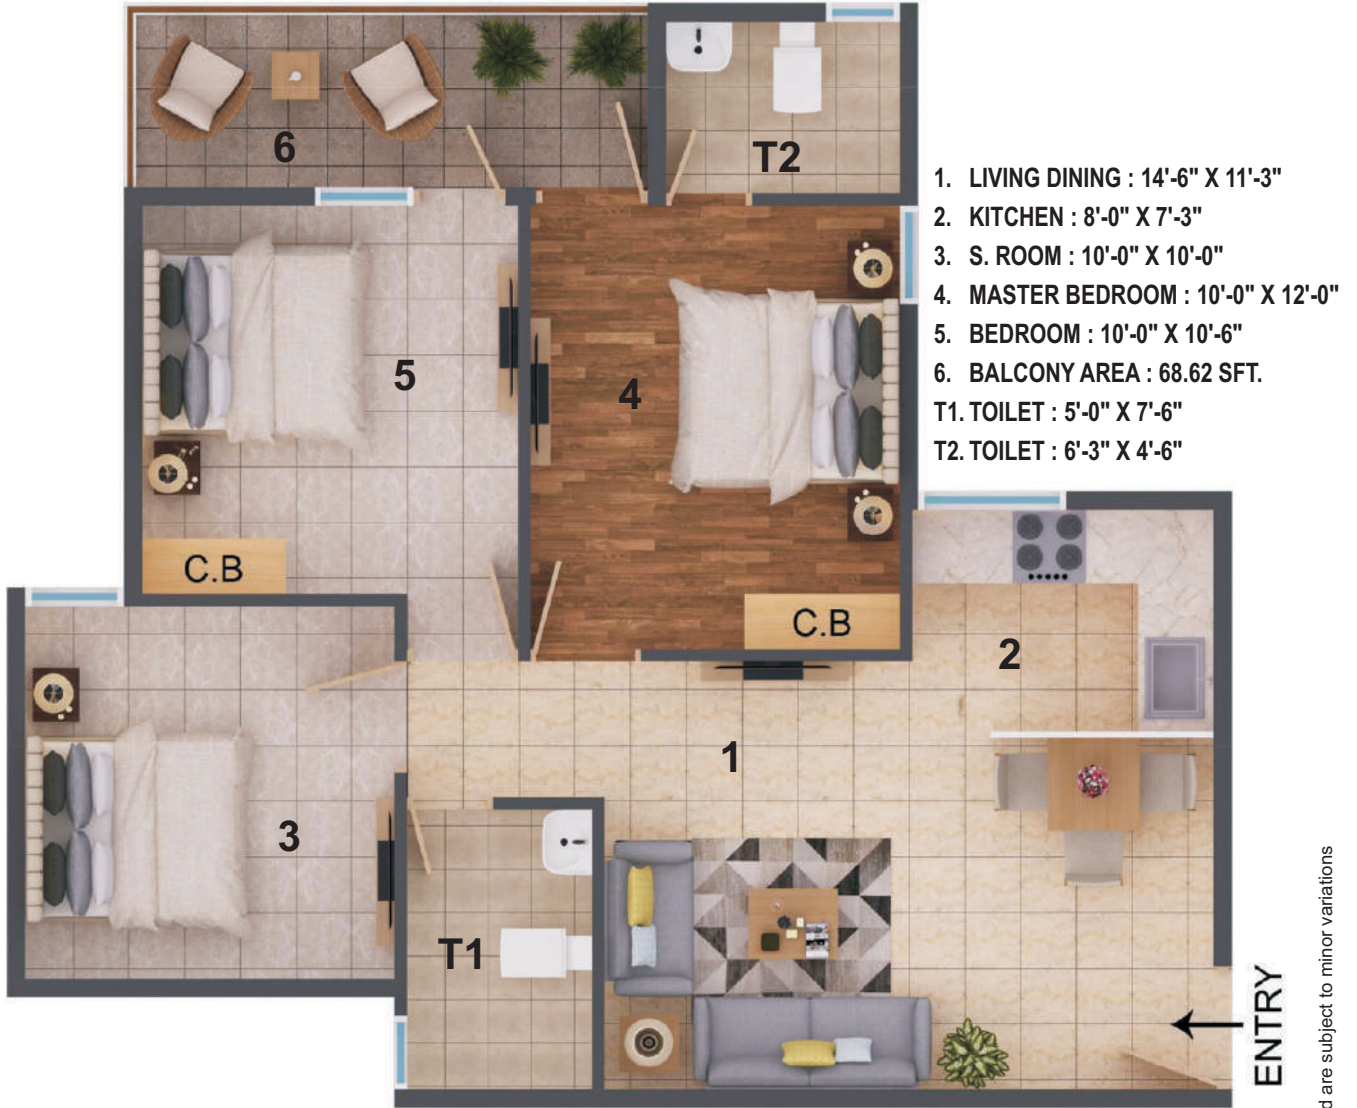 6
T2
1. LIVING DINING : 14'-6" X 11'-3"
2. KITCHEN : 8'-0" X 7'-3"
3. S. ROOM : 10'-0" X 10'-0"
4. MASTER BEDROOM : 10'-0" X 12'-0"
5. BEDROOM : 10'-0" X 10'-6"
6. BALCONY AREA : 68.62 SFT.
T1. TOILET : 5'-0" X 7'-6"
T2. TOILET : 6'-3" X 4'-6"
5
4
C.B
C.B
2
1
3
T1
ENTRY
d are subject to minor variations